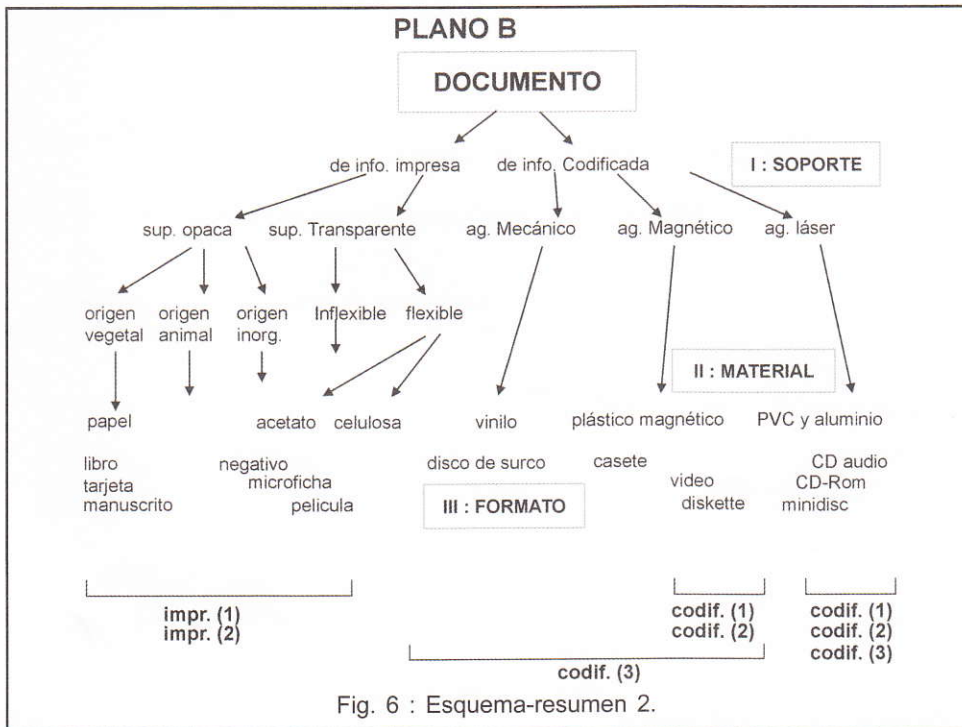 PLANO B
DOCUMENTO
de info. impresa de info. Codificada
I : SOPORTE
sup. opaca sup. Transparente ag. Mecánico ag. Magnético ag. láser
origen origen origen Inflexible flexible
vegetal animal inorg.
II : MATERIAL
papel acetato celulosa vinilo plástico magnético PVC y aluminio
libro negativo disco de surco casete CD audio
tarjeta microficha video CD-Rom
manuscrito pelicula diskette minidisc
III : FORMATO
impr. (1) codif. (1) codif. (1)
impr. (2) codif. (2) codif. (2)
codif. (3)
codif. (3)
Fig. 6 : Esquema-resumen 2.